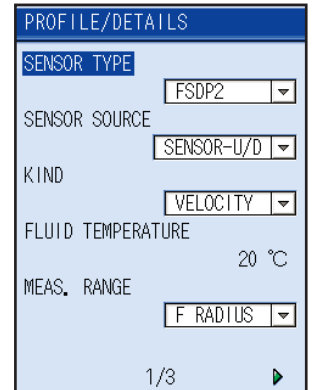 PROFILE/DETAILS
SENSOR TYPE
FSDP2
SENSOR SOURCE
SENSOR-U/D
KIND
VELOCITY
FLUID TEMPERATURE
20 ℃
MEAS. RANGE
F RADIUS
1/3